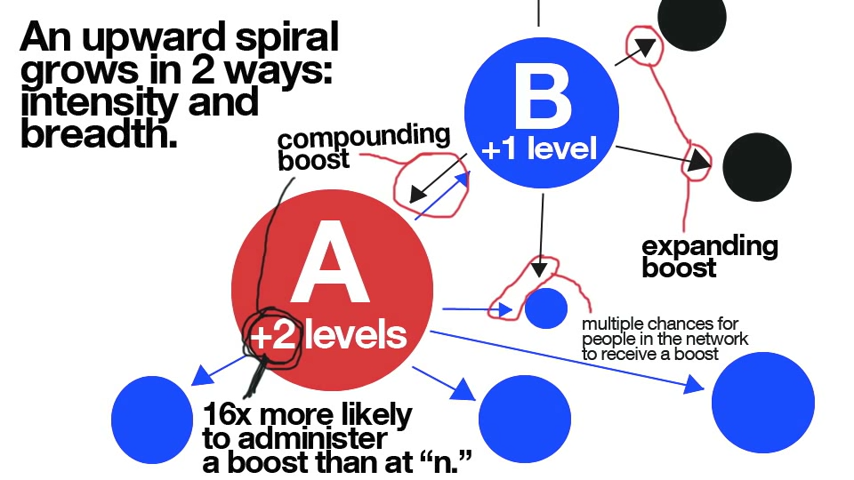 An upward spiral
grows in 2 ways:
intensity and
breadth.
B
+1 level
compounding
boost
A
+2 levels
expanding
boost
multiple chances for
people in the network
to receive a boost
16x more likely
to administer
a boost than at “n.”